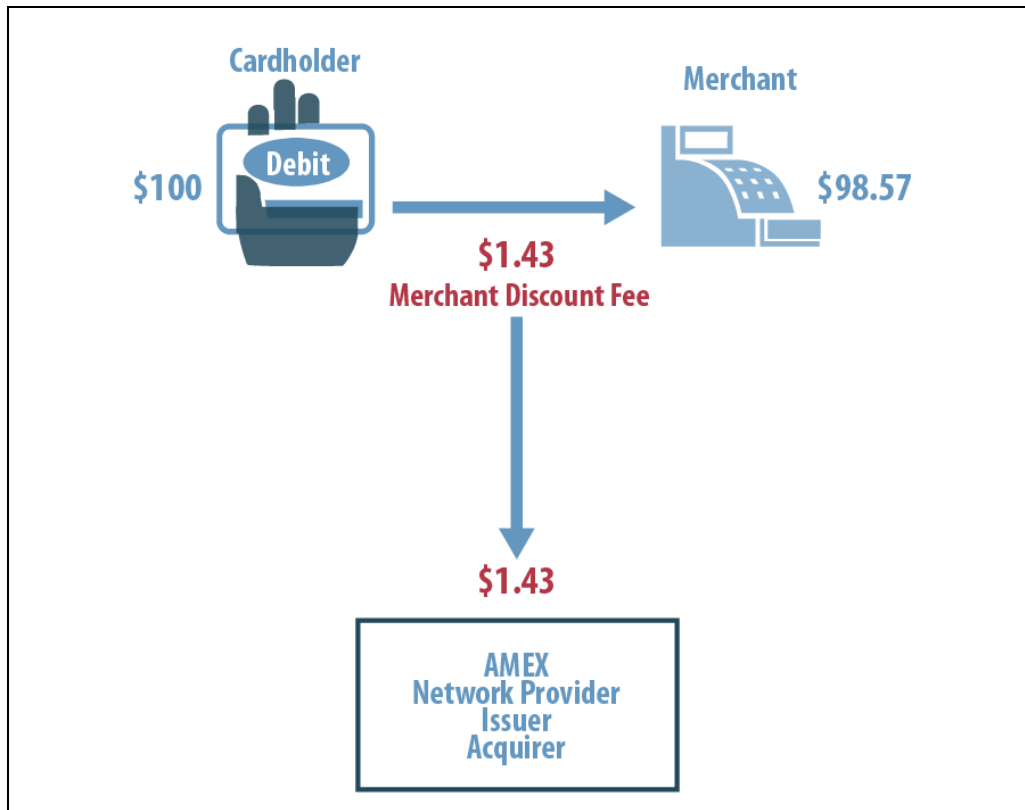 Cardholder
Merchant
Debit
$100
$98.57
$1.43
Merchant Discount Fee
$1.43
AMEX
Network Provider
Issuer
Acquirer